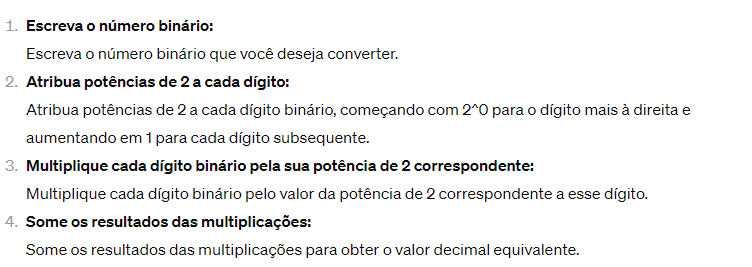 1. Escreva o número binário:
Escreva o número binário que você deseja converter.
2. Atribua potências de 2 a cada dígito:
Atribua potências de 2 a cada dígito binário, começando com 2^0 para o dígito mais à direita e
aumentando em 1 para cada dígito subsequente.
3. Multiplique cada dígito binário pela sua potência de 2 correspondente:
Multiplique cada dígito binário pelo valor da potência de 2 correspondente a esse dígito.
4. Some os resultados das multiplicações:
Some os resultados das multiplicações para obter o valor decimal equivalente.